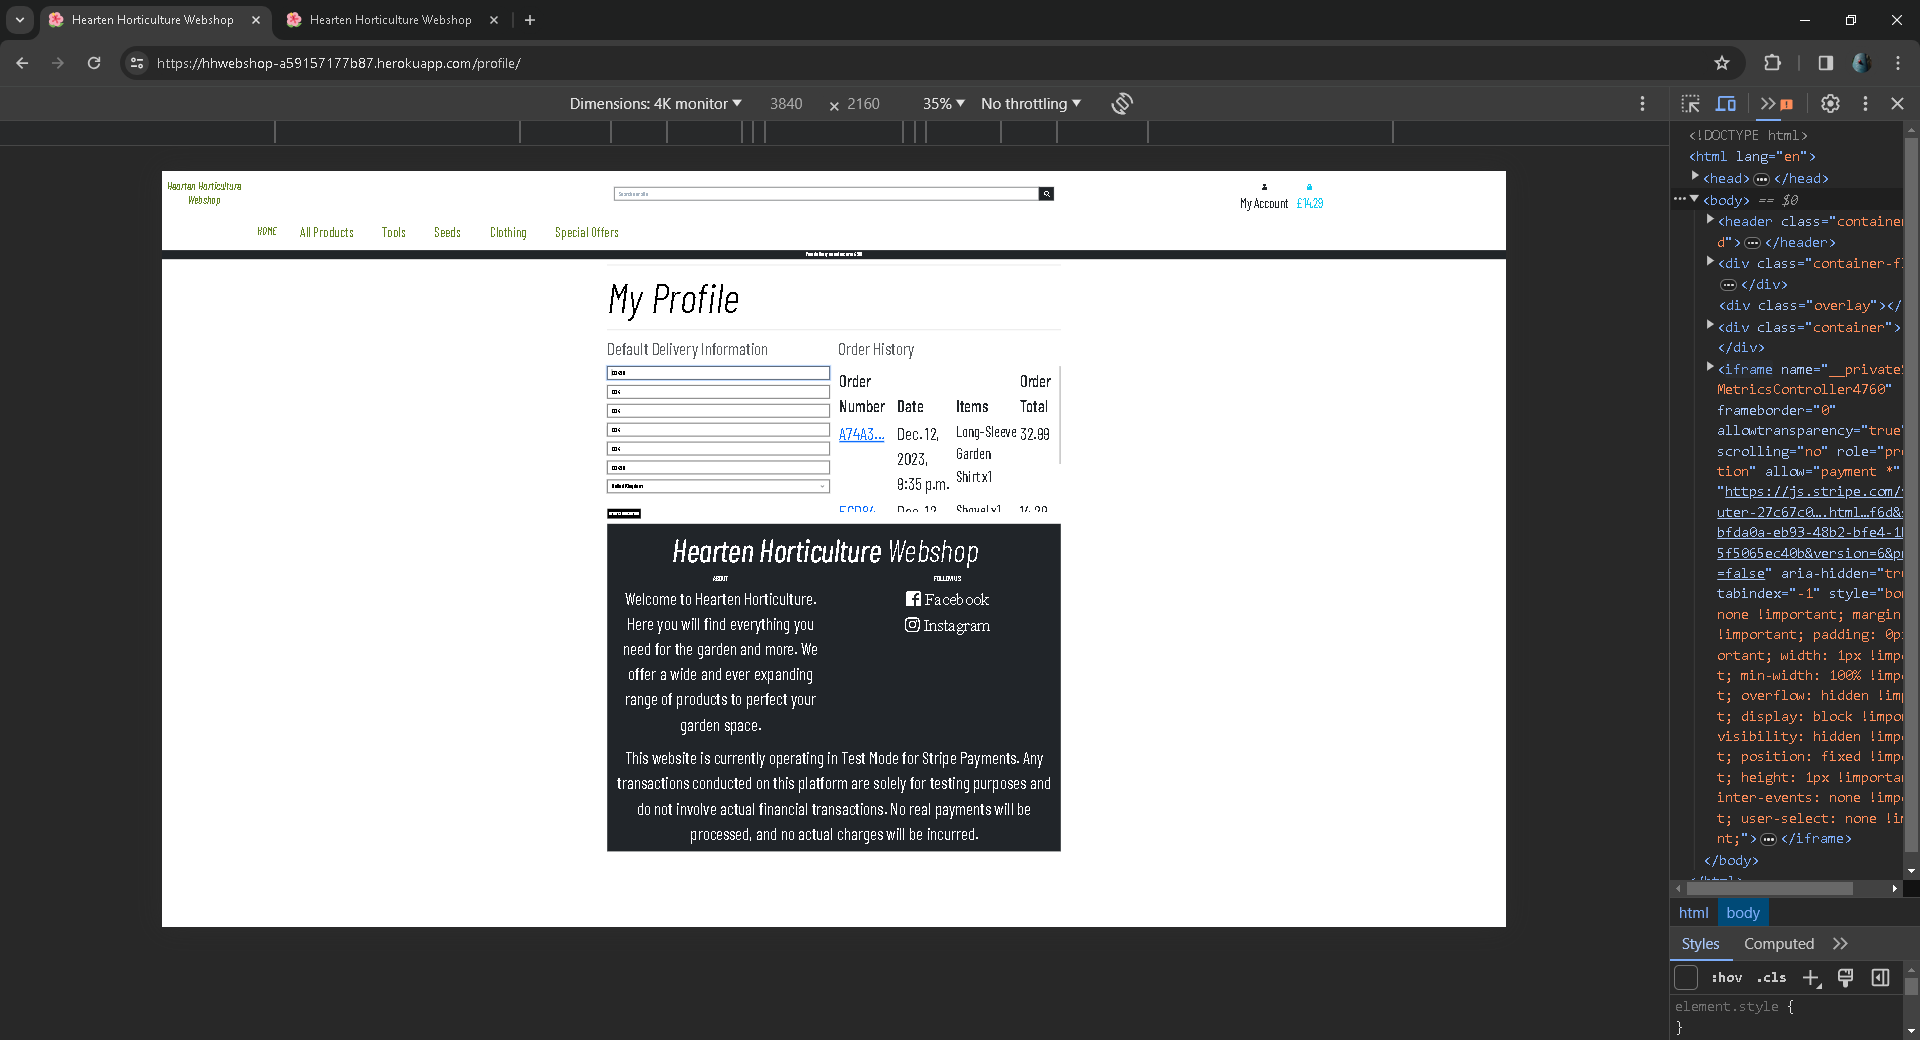 Hearten Horticulture Webshop
Hearten Horticulture Webshop
https://hhwebshop-a59157177b87.herokuapp.com/profile/
Dimensions: 4K monitor ▼ 3840 × 2160 35% ▼ No throttling ▼
Hearten Horticulture
Webshop
My Account £14.29
HOME All Products Tools Seeds Clothing Special Offers
My Profile
Default Delivery Information
United Kingdom
Order History
Order
Number Date Items Order
Total
A74A3... Dec. 12,
2023,
9:35 p.m. Long-Sleeve
Garden
Shirt x1 32.99
Hearten Horticulture Webshop
ABOUT
Welcome to Hearten Horticulture.
Here you will find everything you
need for the garden and more. We
offer a wide and ever expanding
range of products to perfect your
garden space.
FOLLOW US
Facebook
Instagram
This website is currently operating in Test Mode for Stripe Payments. Any
transactions conducted on this platform are solely for testing purposes and
do not involve actual financial transactions. No real payments will be
processed, and no actual charges will be incurred.
<!DOCTYPE html>
<html lang="en">
<head> ••• </head>
••• <body> == $0
<header class="containe
d"> ••• </header>
<div class="container-f
••• </div>
<div class="overlay"></
<div class="container">
</div>
<iframe name="__private
MetricsController4760"
frameborder="0"
allowtransparency="true"
scrolling="no" role="pre
tion" allow="payment *"
"https://js.stripe.com/
uter-27c67c0….html…f6d&
bfda0a-eb93-48b2-bfe4-1
5f5065ec40b&version=6&p
=false" aria-hidden="tr
tabindex="-1" style="bo
none !important; margin
!important; padding: 0p
ortant; width: 1px !imp
t; min-width: 100% !imp
t; overflow: hidden !im
t; display: block !impo
visibility: hidden !imp
t; position: fixed !imp
t; height: 1px !importa
inter-events: none !imp
t; user-select: none !i
nt;"> ••• </iframe>
</body>
html body
Styles Computed
:hov .cls
element.style {
}